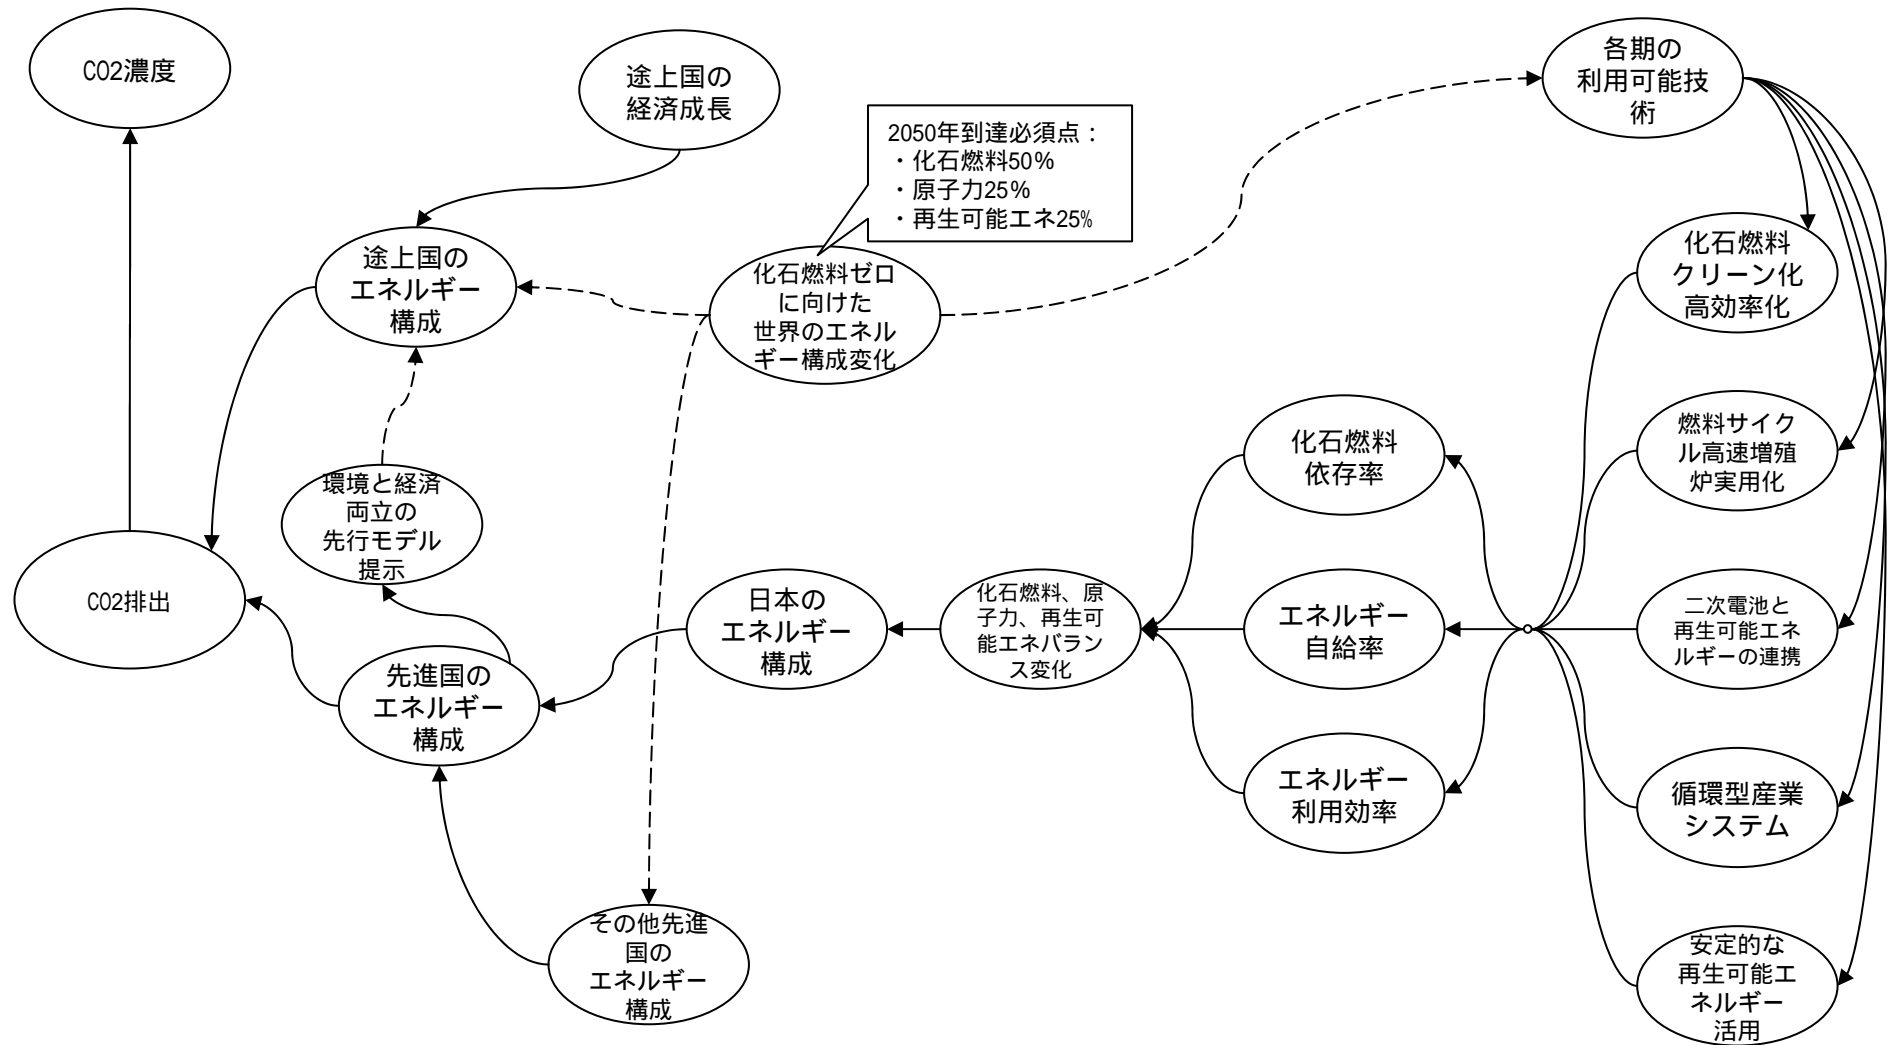 CO2濃度
途上国の
経済成長
各期の
利用可能技
術
2050年到達必須点：
・化石燃料50%
・原子力25%
・再生可能エネ25%
途上国の
エネルギー
構成
化石燃料ゼロ
に向けた
世界のエネル
ギー構成変化
化石燃料
クリーン化
高効率化
化石燃料
依存率
燃料サイク
ル高速増殖
炉実用化
環境と経済
両立の
先行モデル
提示
CO2排出
日本の
エネルギー
構成
化石燃料、原
子力、再生可
能エネバラン
ス変化
エネルギー
自給率
二次電池と
再生可能エネ
ルギーの連携
先進国の
エネルギー
構成
エネルギー
利用効率
循環型産業
システム
その他先進
国の
エネルギー
構成
安定的な
再生可能エ
ネルギー
活用